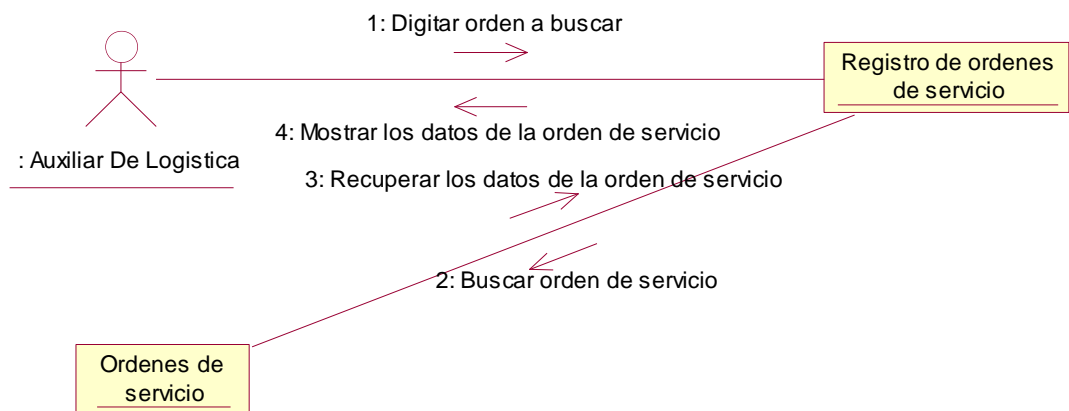 1: Digitar orden a buscar
Registro de ordenes
de servicio
4: Mostrar los datos de la orden de servicio
: Auxiliar De Logistica
3: Recuperar los datos de la orden de servicio
2: Buscar orden de servicio
Ordenes de
servicio